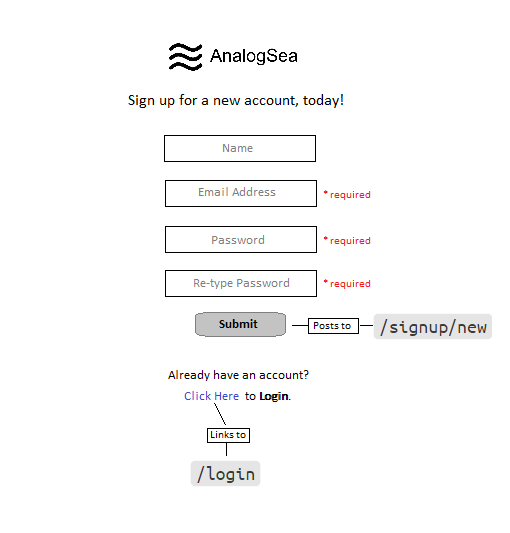 AnalogSea
Sign up for a new account, today!
Name
Email Address
* required
Password
* required
Re-type Password
* required
Submit
Posts to
/signup/new
Already have an account?
Click Here to Login.
Links to
/login